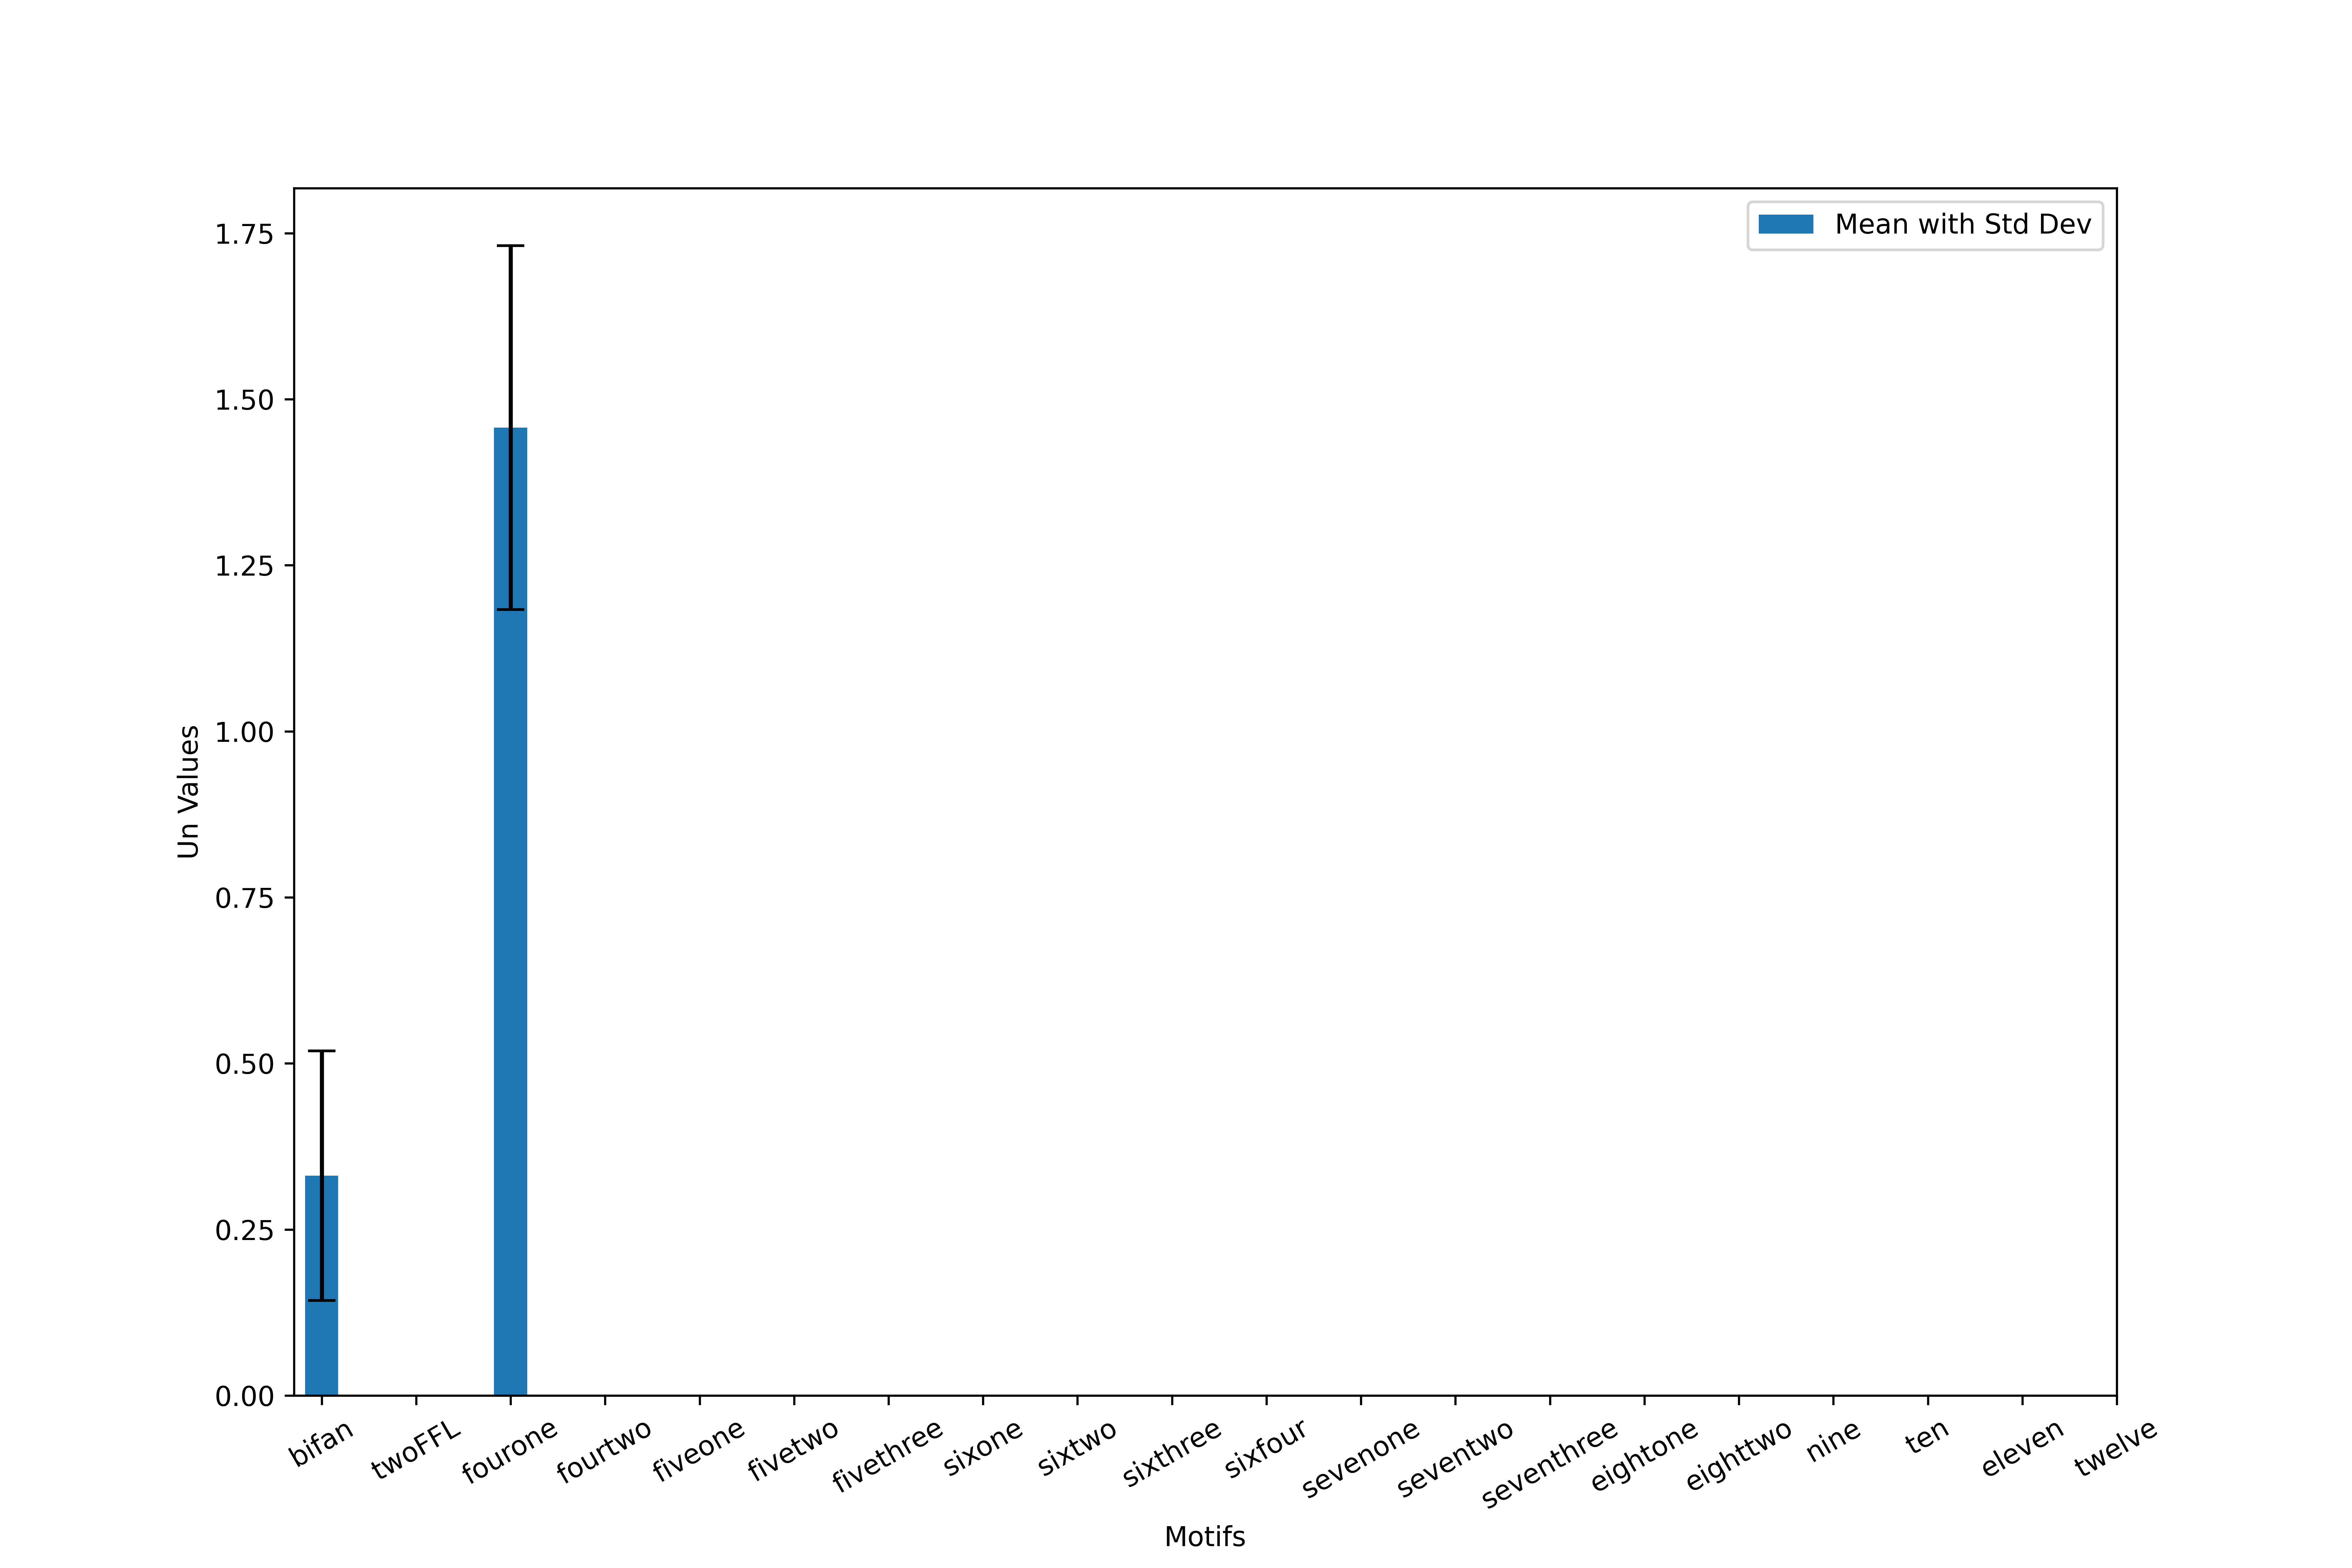 Mean with Std Dev
1.75
1.50
1.25
1.00
0.75
0.50
0.25
0.00
Un Values
bifan
twoFFL
fourone
fourtwo
fiveone
fivetwo
fivethree
sixone
sixtwo
sixthree
sixfour
sevenone
seventwo
seventhree
eightone
eighttwo
nine
ten
eleven
twelve
Motifs